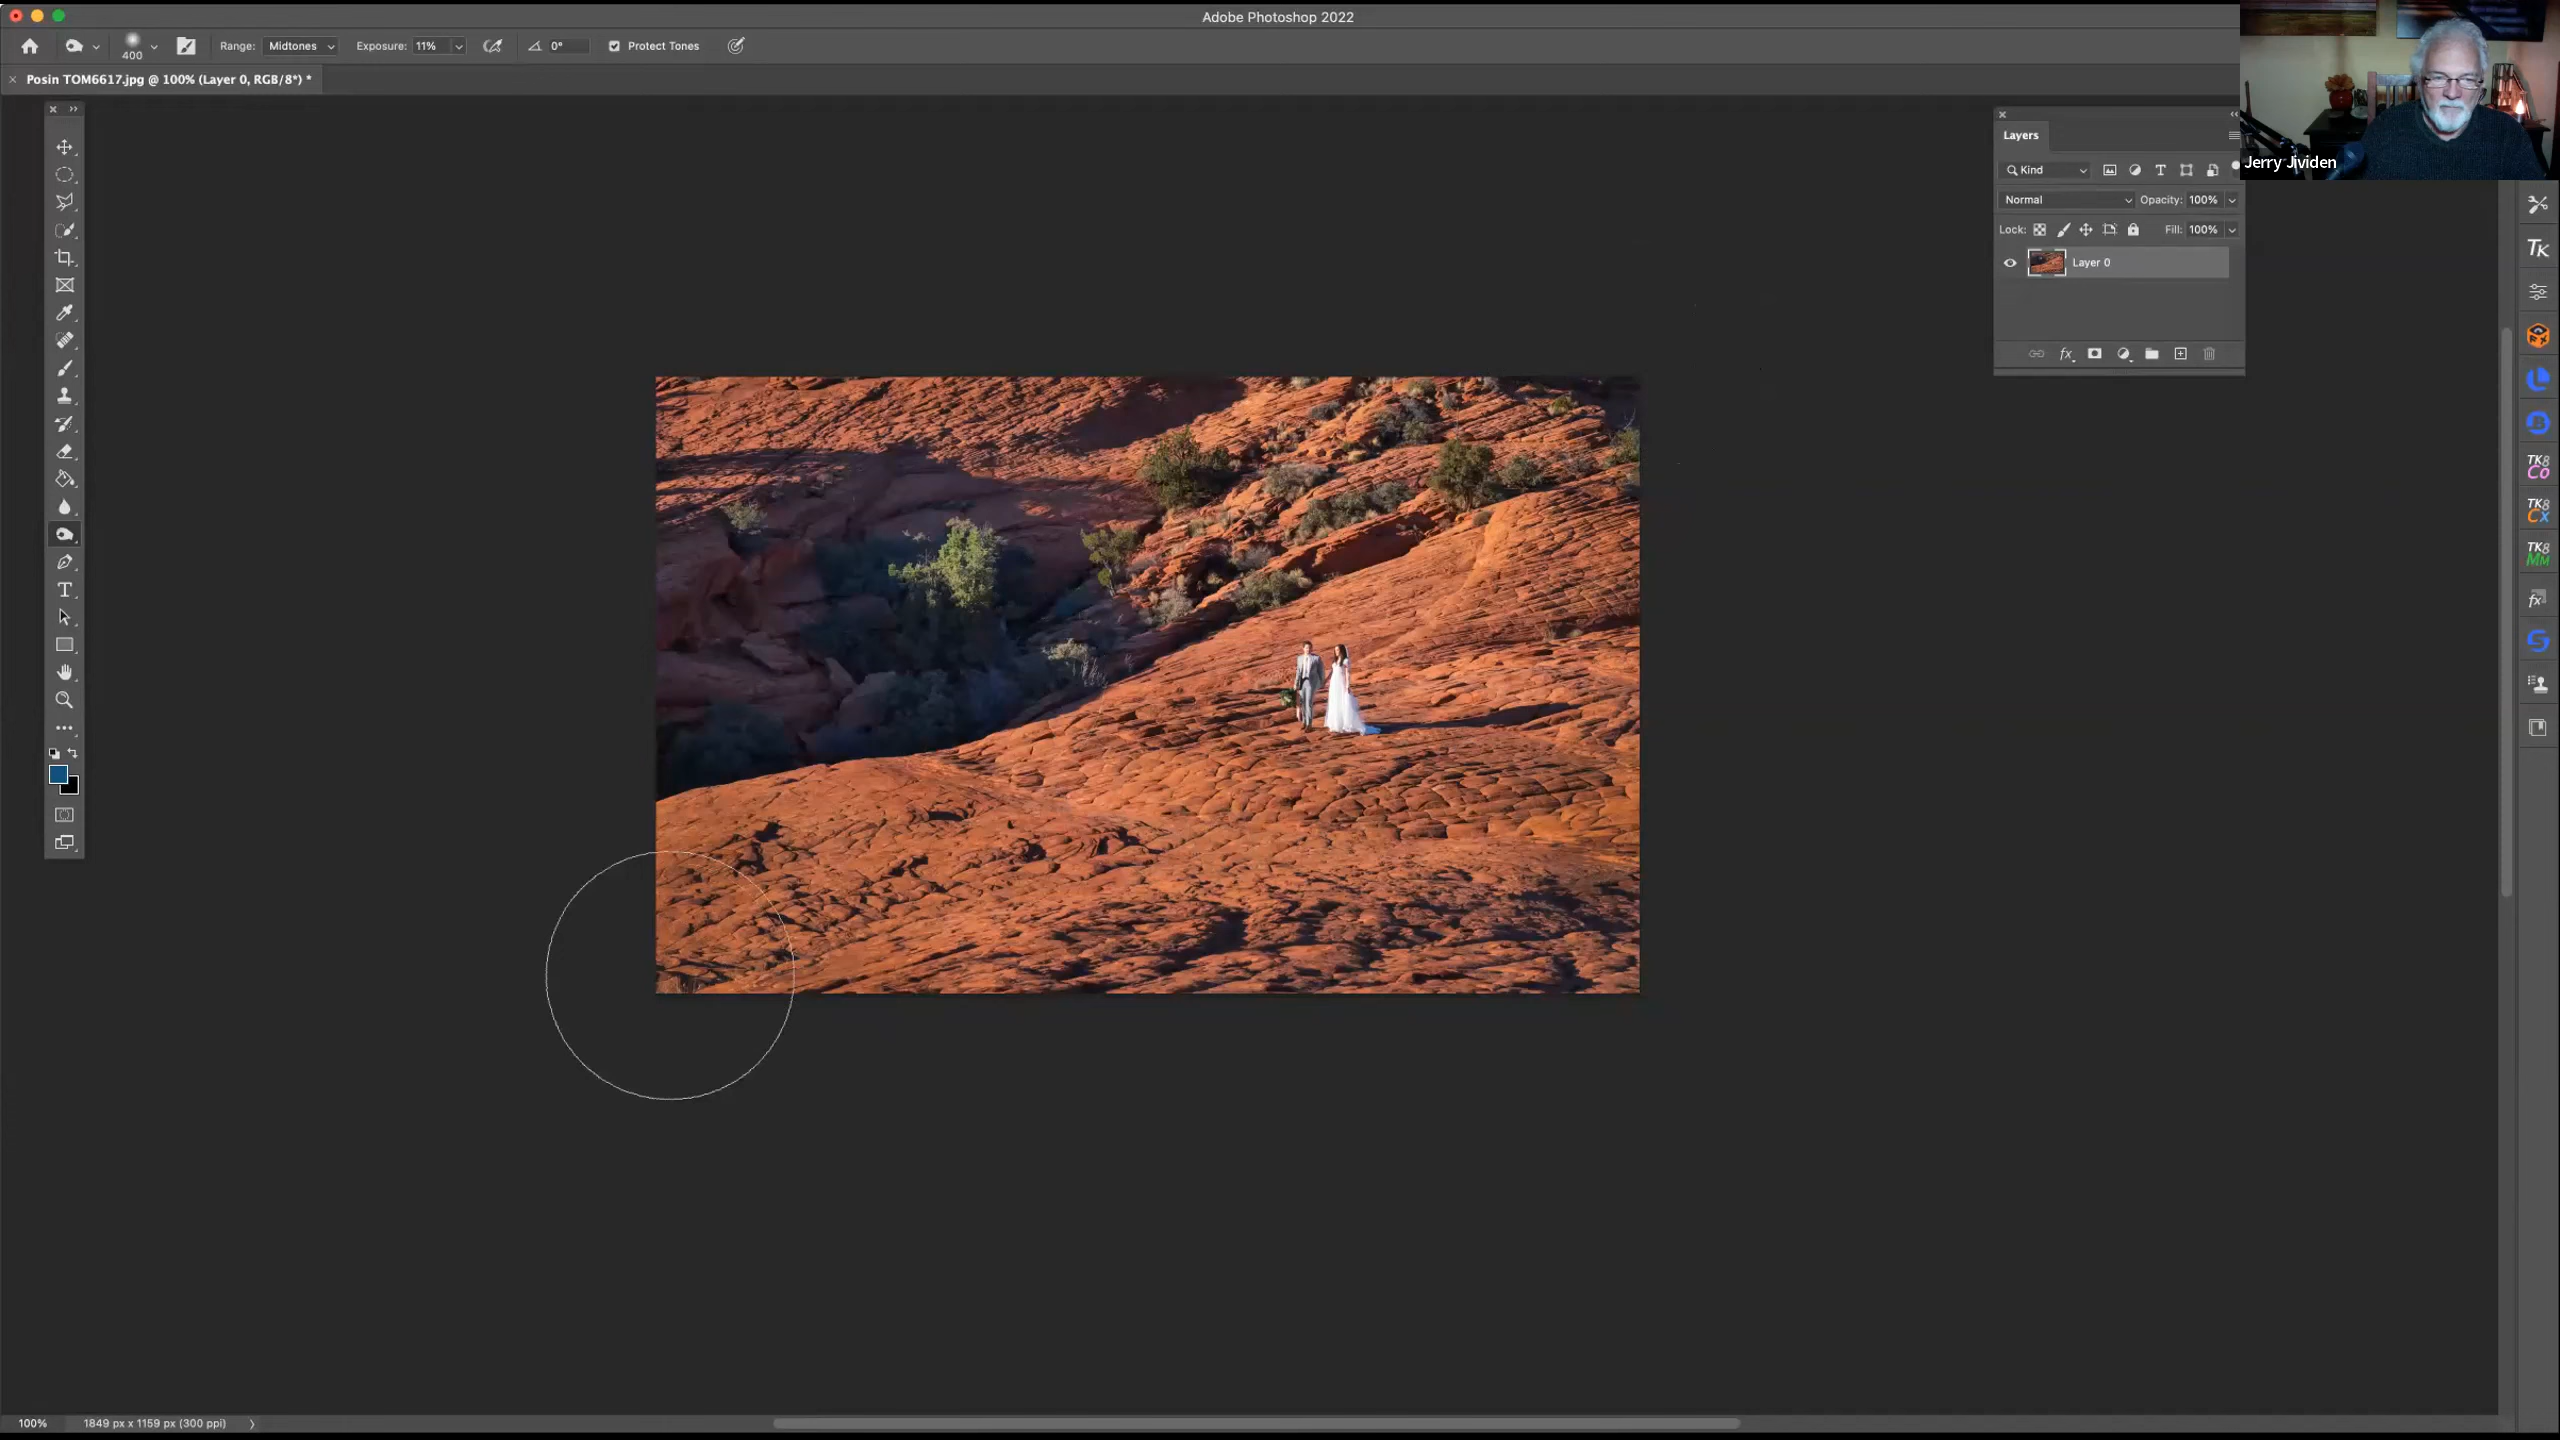 Adobe Photoshop 2022
400
Range: Midtones
Exposure: 11%
0°
Protect Tones
Posin TOM6617.jpg @ 100% (Layer 0, RGB/8*) *
Layers
Jerry Jividen
Kind
Normal
Opacity: 100%
Lock:
Fill: 100%
Layer 0
TK
TK8
Co
TK8
Cx
TK8
MM
fx
100%
1849 px x 1159 px (300 ppi)